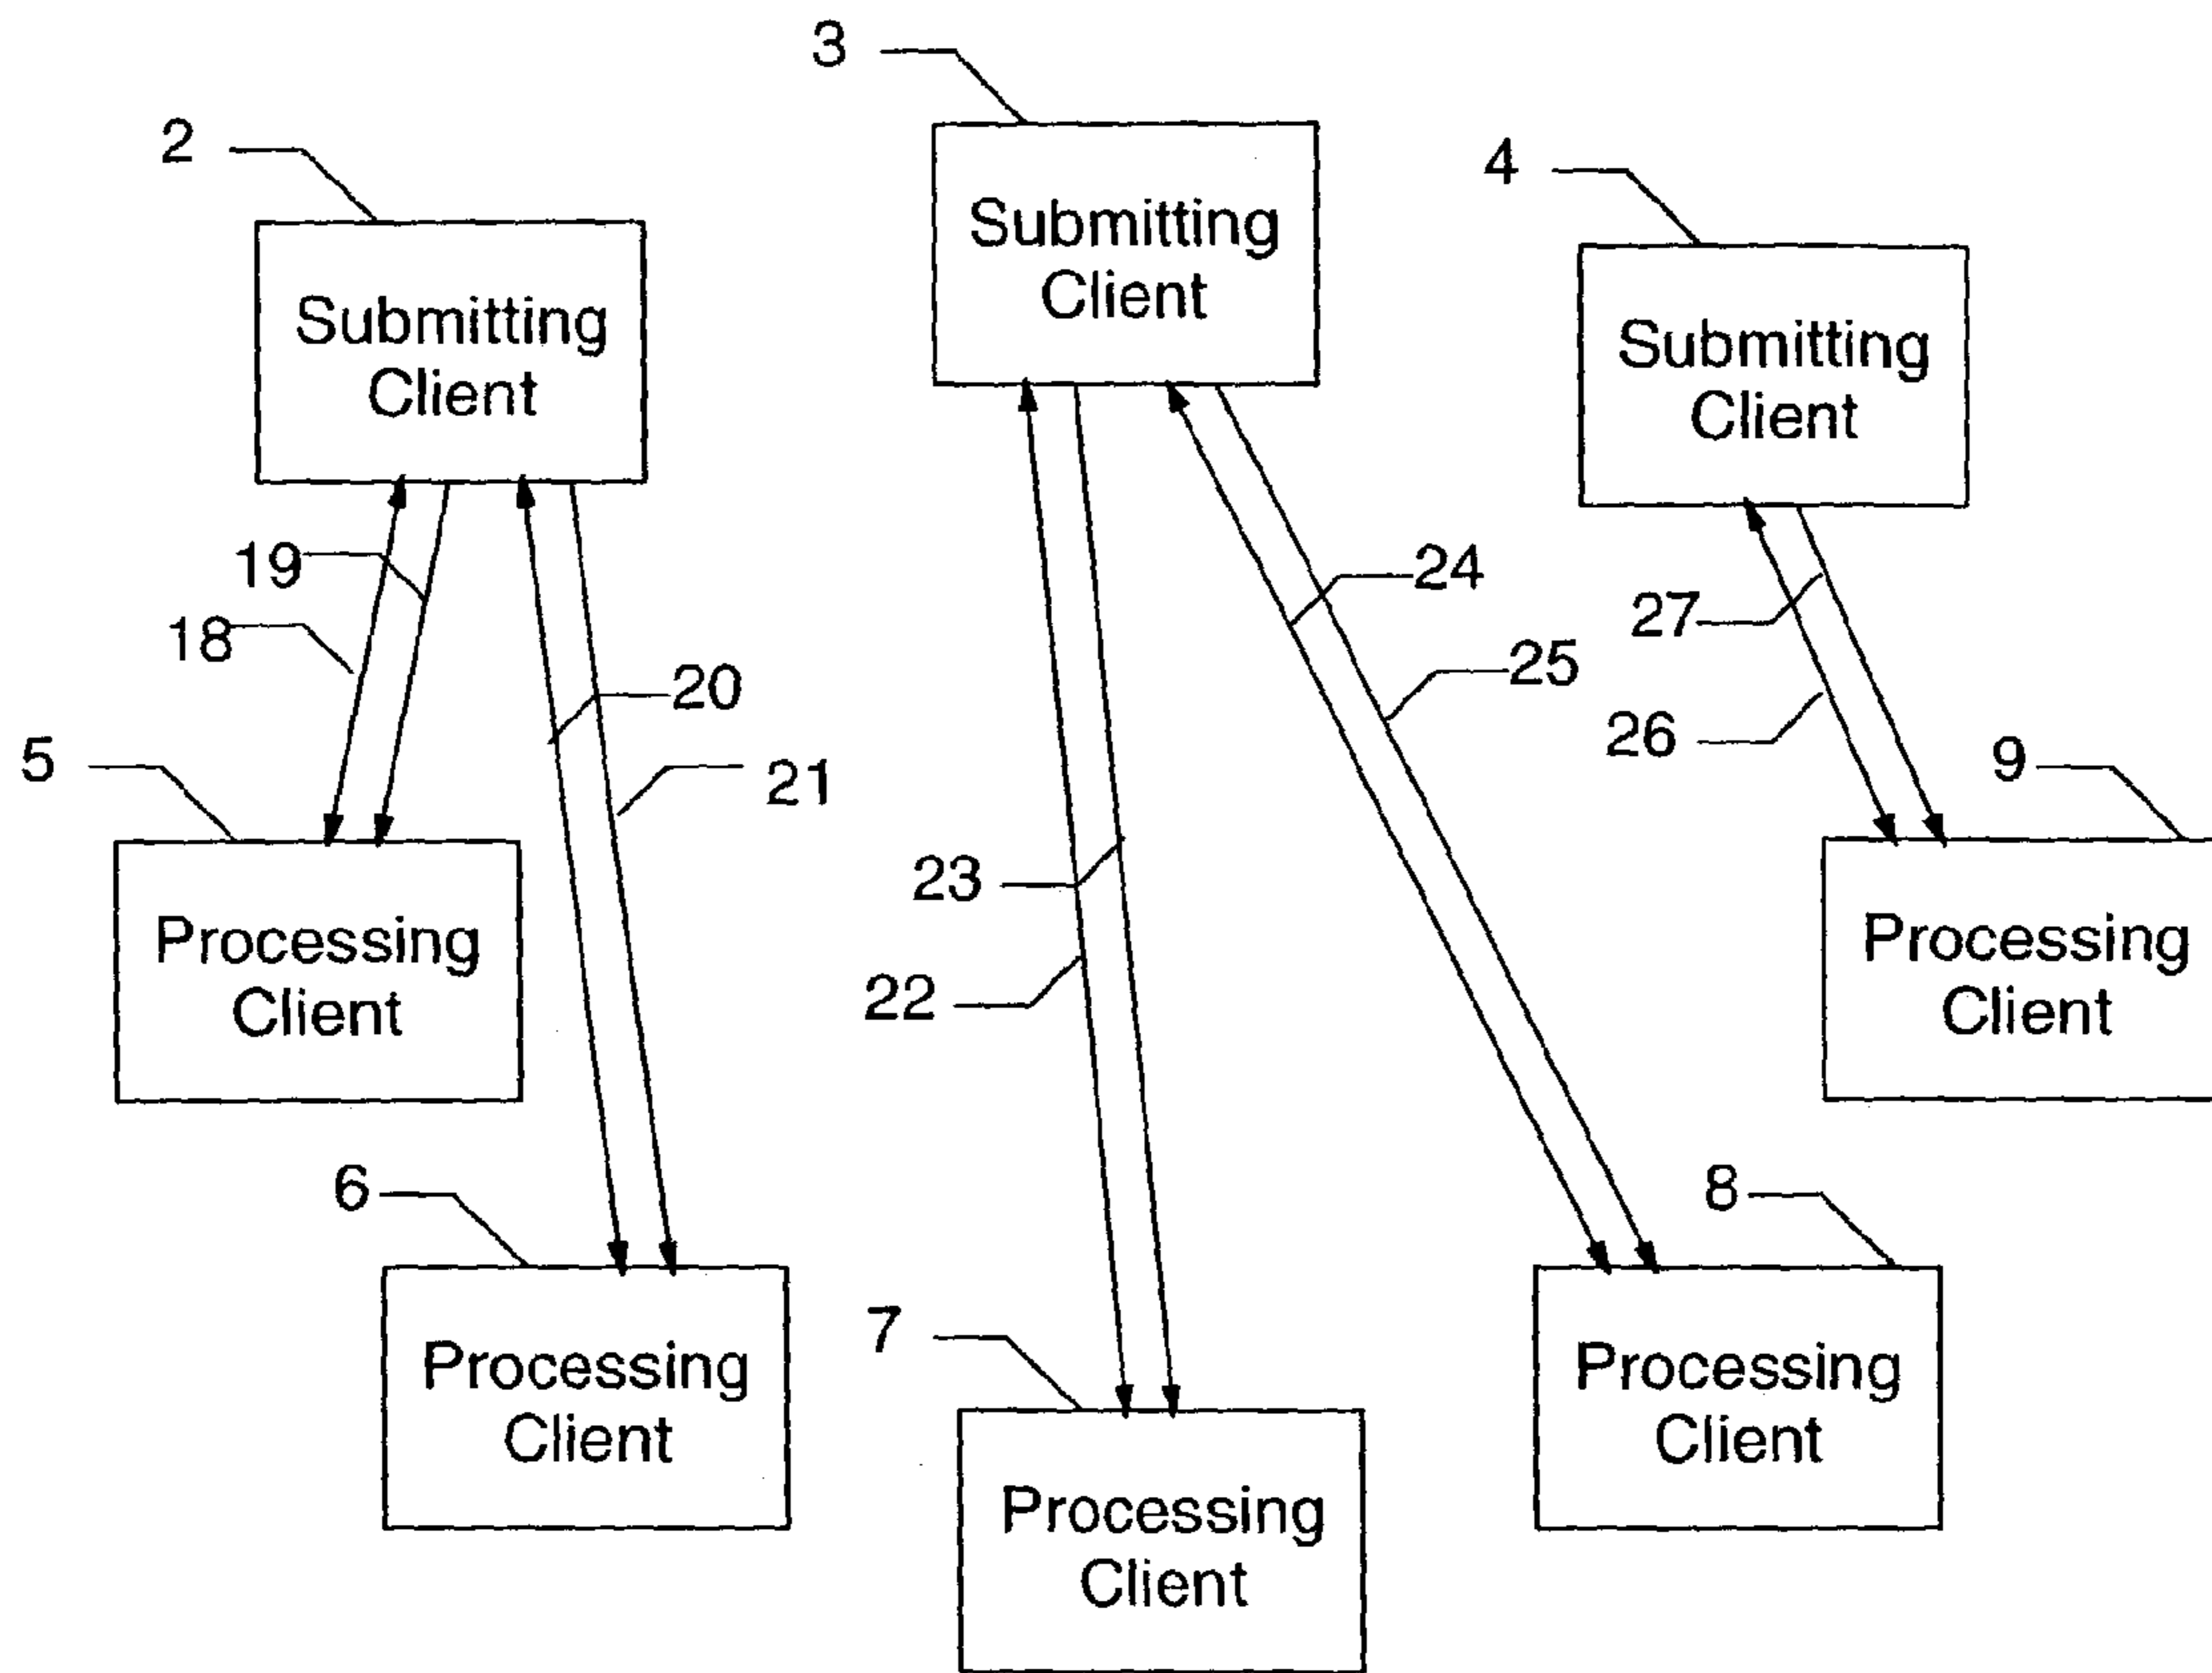 3
2
4
Submitting
Client
Submitting
Client
Submitting
Client
19
18
24
27
25
20
26
21
5
9
23
22
Processing
Client
Processing
Client
6
8
7
Processing
Client
Processing
Client
Processing
Client